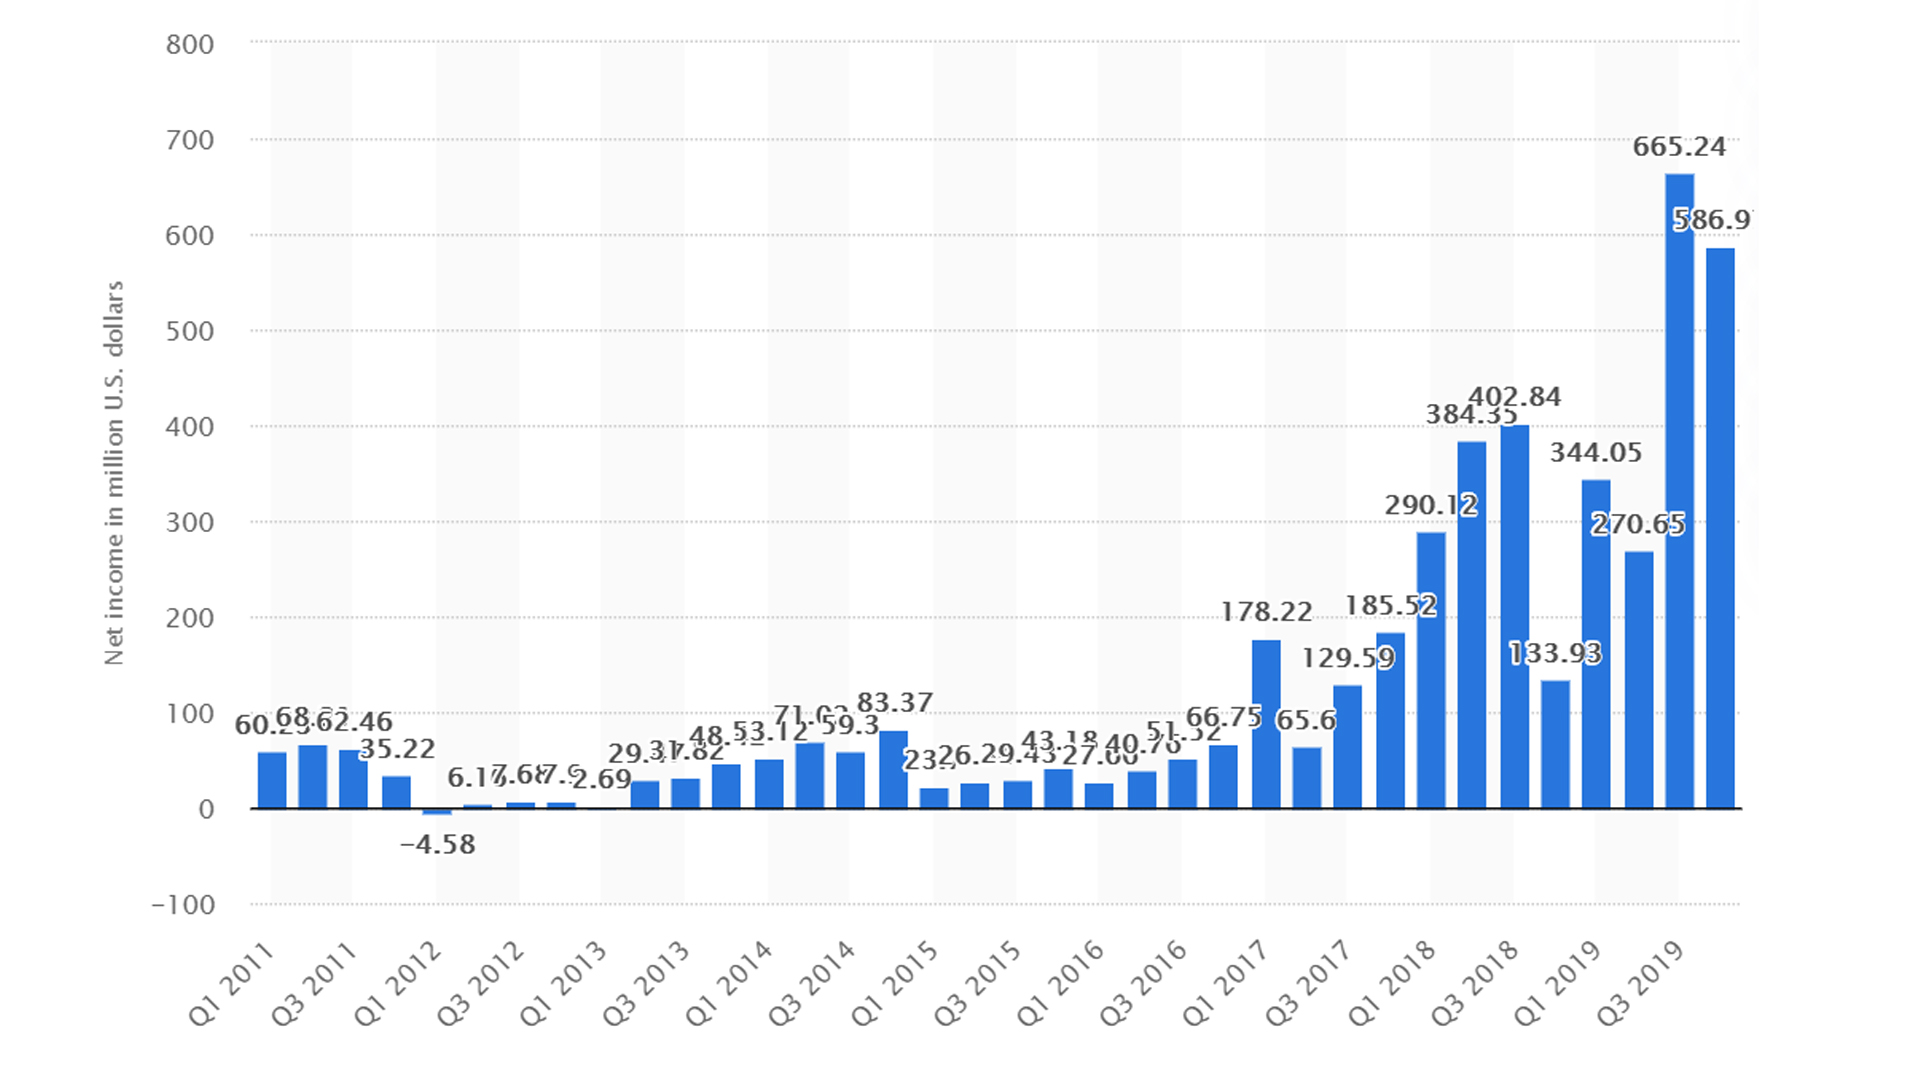 800
700
600
500
400
300
200
100
0
−100
Net income in million U.S. dollars
62.46
35.22
−4.58
2.69
83.37
59.3
29.43
66.75
178.22
65.6
129.59
185.52
290.12
384.35
402.84
133.93
344.05
270.65
665.24
Q1 2011
Q3 2011
Q1 2012
Q3 2012
Q1 2013
Q3 2013
Q1 2014
Q3 2014
Q1 2015
Q3 2015
Q1 2016
Q3 2016
Q1 2017
Q3 2017
Q1 2018
Q3 2018
Q1 2019
Q3 2019